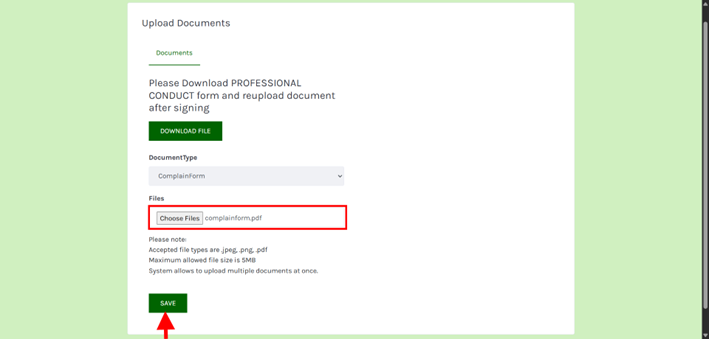 Upload Documents
Documents
Please Download PROFESSIONAL
CONDUCT form and reupload document
after signing
DOWNLOAD FILE
DocumentType
ComplainForm
Files
Choose Files complainform.pdf
Please note:
Accepted file types are .jpeg, .png, .pdf
Maximum allowed file size is 5MB
System allows to upload multiple documents at once.
SAVE